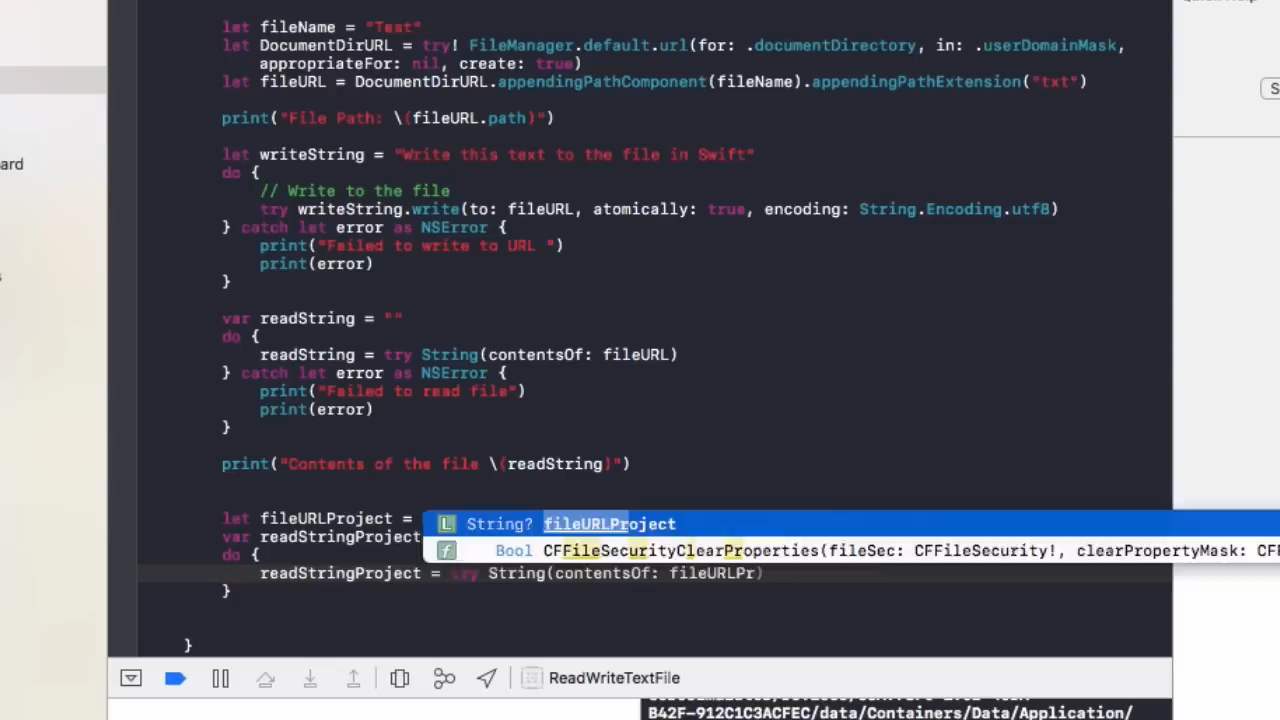 let fileName = "Test"
let DocumentDirURL = try! FileManager.default.url(for: .documentDirectory, in: .userDomainMask,
appropriateFor: nil, create: true)
let fileURL = DocumentDirURL.appendingPathComponent(fileName).appendingPathExtension("txt")
print("File Path: \(fileURL.path)")
let writeString = "Write this text to the file in Swift"
do {
// Write to the file
try writeString.write(to: fileURL, atomically: true, encoding: String.Encoding.utf8)
} catch let error as NSError {
print("Failed to write to URL ")
print(error)
}
var readString = ""
do {
readString = try String(contentsOf: fileURL)
} catch let error as NSError {
print("Failed to read file")
print(error)
}
print("Contents of the file \(readString)")
let fileURLProject =
String? fileURLProject
var readStringProject
Bool CFFileSecurityClearProperties(fileSec: CFFileSecurity!, clearPropertyMask: CFF
do {
readStringProject = try String(contentsOf: fileURLPr)
}
}
ard
ReadWriteTextFile
B42F-912C1C3ACFEC/data/Containers/Data/Application/